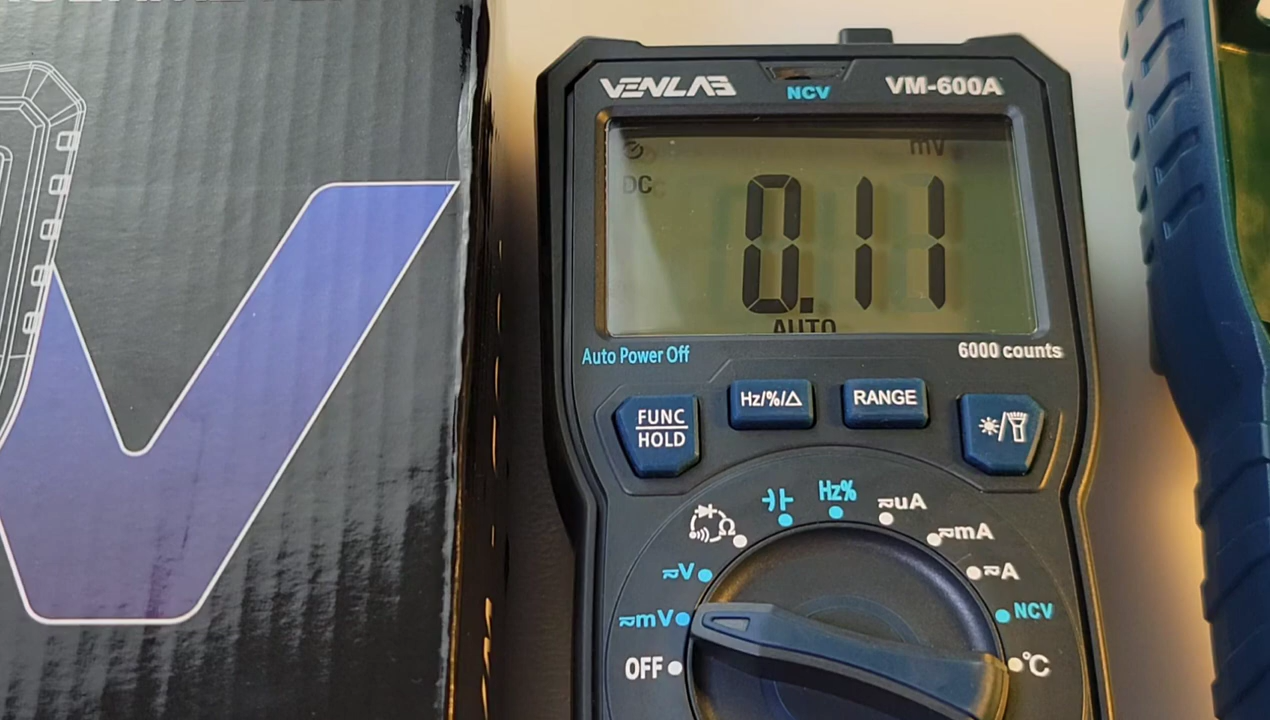 VENLAB
NCV
VM-600A
mV
DC
0.11
AUTO
Auto Power Off
6000 counts
FUNC
HOLD
Hz/%/△
RANGE
Hz%
uA
mA
A
V
mV
NCV
OFF
℃